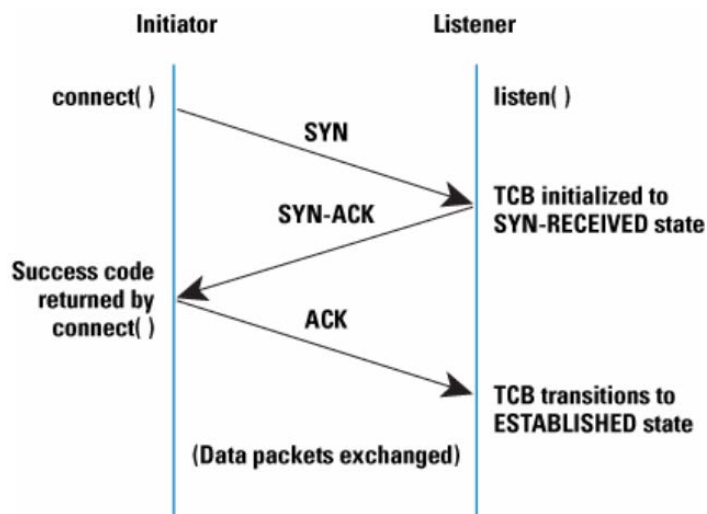 Initiator
Listener
connect( )
listen( )
SYN
TCB initialized to
SYN-RECEIVED state
SYN-ACK
Success code
returned by
connect( )
ACK
TCB transitions to
ESTABLISHED state
(Data packets exchanged)